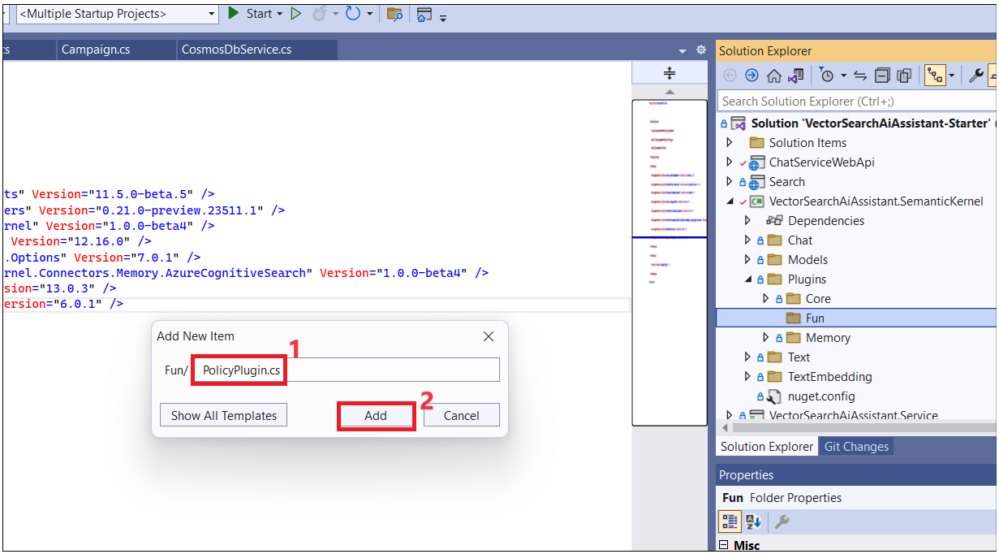 <Multiple Startup Projects>
Start
cs
Campaign.cs
CosmosDbService.cs
ts" Version="11.5.0-beta.5" />
ers" Version="0.21.0-preview.23511.1" />
rnel" Version="1.0.0-beta4" />
Version="12.16.0" />
.Options" Version="7.0.1" />
rnel.Connectors.Memory.AzureCognitiveSearch" Version="1.0.0-beta4" />
sion="13.0.3" />
ersion="6.0.1" />
Add New Item
1
Fun/ PolicyPlugin.cs
2
Show All Templates
Add
Cancel
Solution Explorer
Search Solution Explorer (Ctrl+;)
Solution 'VectorSearchAiAssistant-Starter' (
Solution Items
ChatServiceWebApi
Search
C# VectorSearchAiAssistant.SemanticKernel
Dependencies
Chat
Models
Plugins
Core
Fun
Memory
Text
TextEmbedding
nuget.config
VectorSearchAiAssistant.Service
Solution Explorer
Git Changes
Properties
Fun Folder Properties
Misc